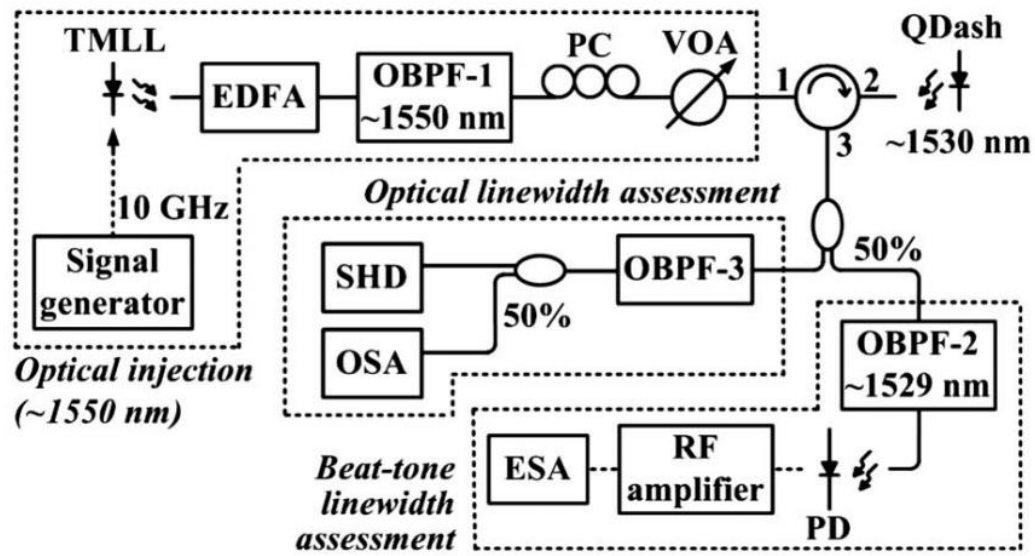 TMLL
EDFA
OBPF-1
~1550 nm
PC
VOA
1
2
3
QDash
~1530 nm
10 GHz
Signal
generator
Optical injection
(~1550 nm)
Optical linewidth assessment
SHD
OSA
50%
OBPF-3
50%
OBPF-2
~1529 nm
Beat-tone
linewidth
assessment
ESA
RF
amplifier
PD